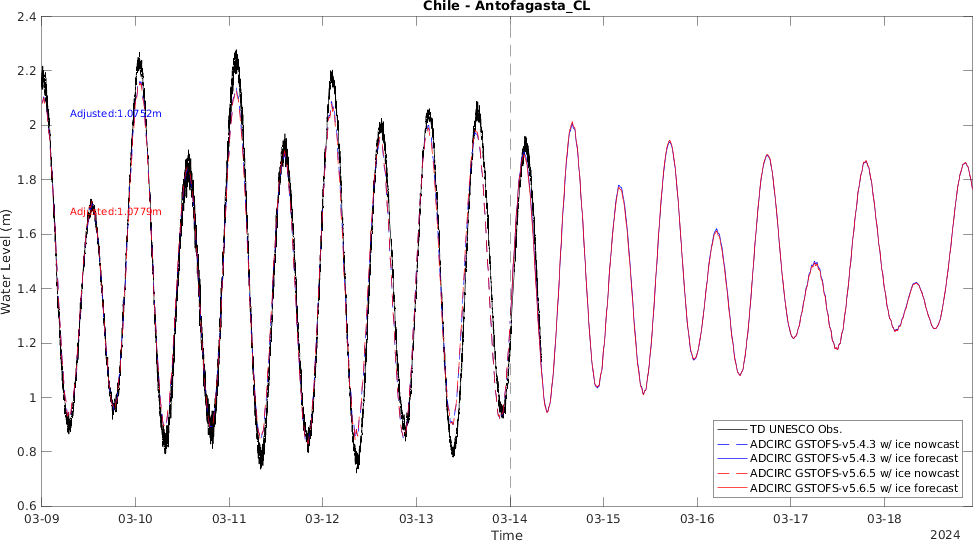 Chile - Antofagasta_CL
2.4
2.2
2
1.8
1.6
1.4
1.2
1
0.8
0.6
Water Level (m)
Adjusted:1.0752m
Adjusted:1.0779m
TD UNESCO Obs.
ADCIRC GSTOFS-v5.4.3 w/ ice nowcast
ADCIRC GSTOFS-v5.4.3 w/ ice forecast
ADCIRC GSTOFS-v5.6.5 w/ ice nowcast
ADCIRC GSTOFS-v5.6.5 w/ ice forecast
03-09 03-10 03-11 03-12 03-13 03-14 03-15 03-16 03-17 03-18
Time
2024